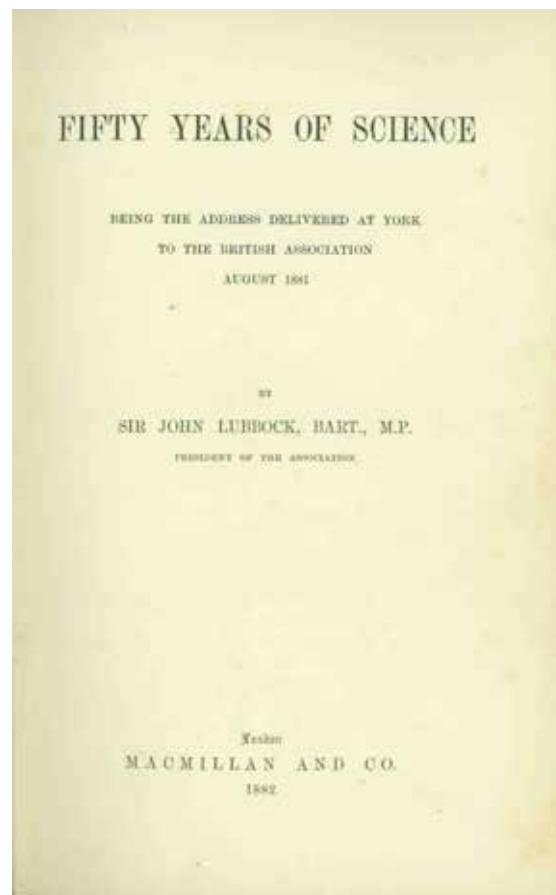 FIFTY YEARS OF SCIENCE
BEING THE ADDRESS DELIVERED AT YORK
TO THE BRITISH ASSOCIATION
AUGUST 1881
BY
SIR JOHN LUBBOCK, BART., M.P.
PRESIDENT OF THE ASSOCIATION
London
MACMILLAN AND CO.
1882